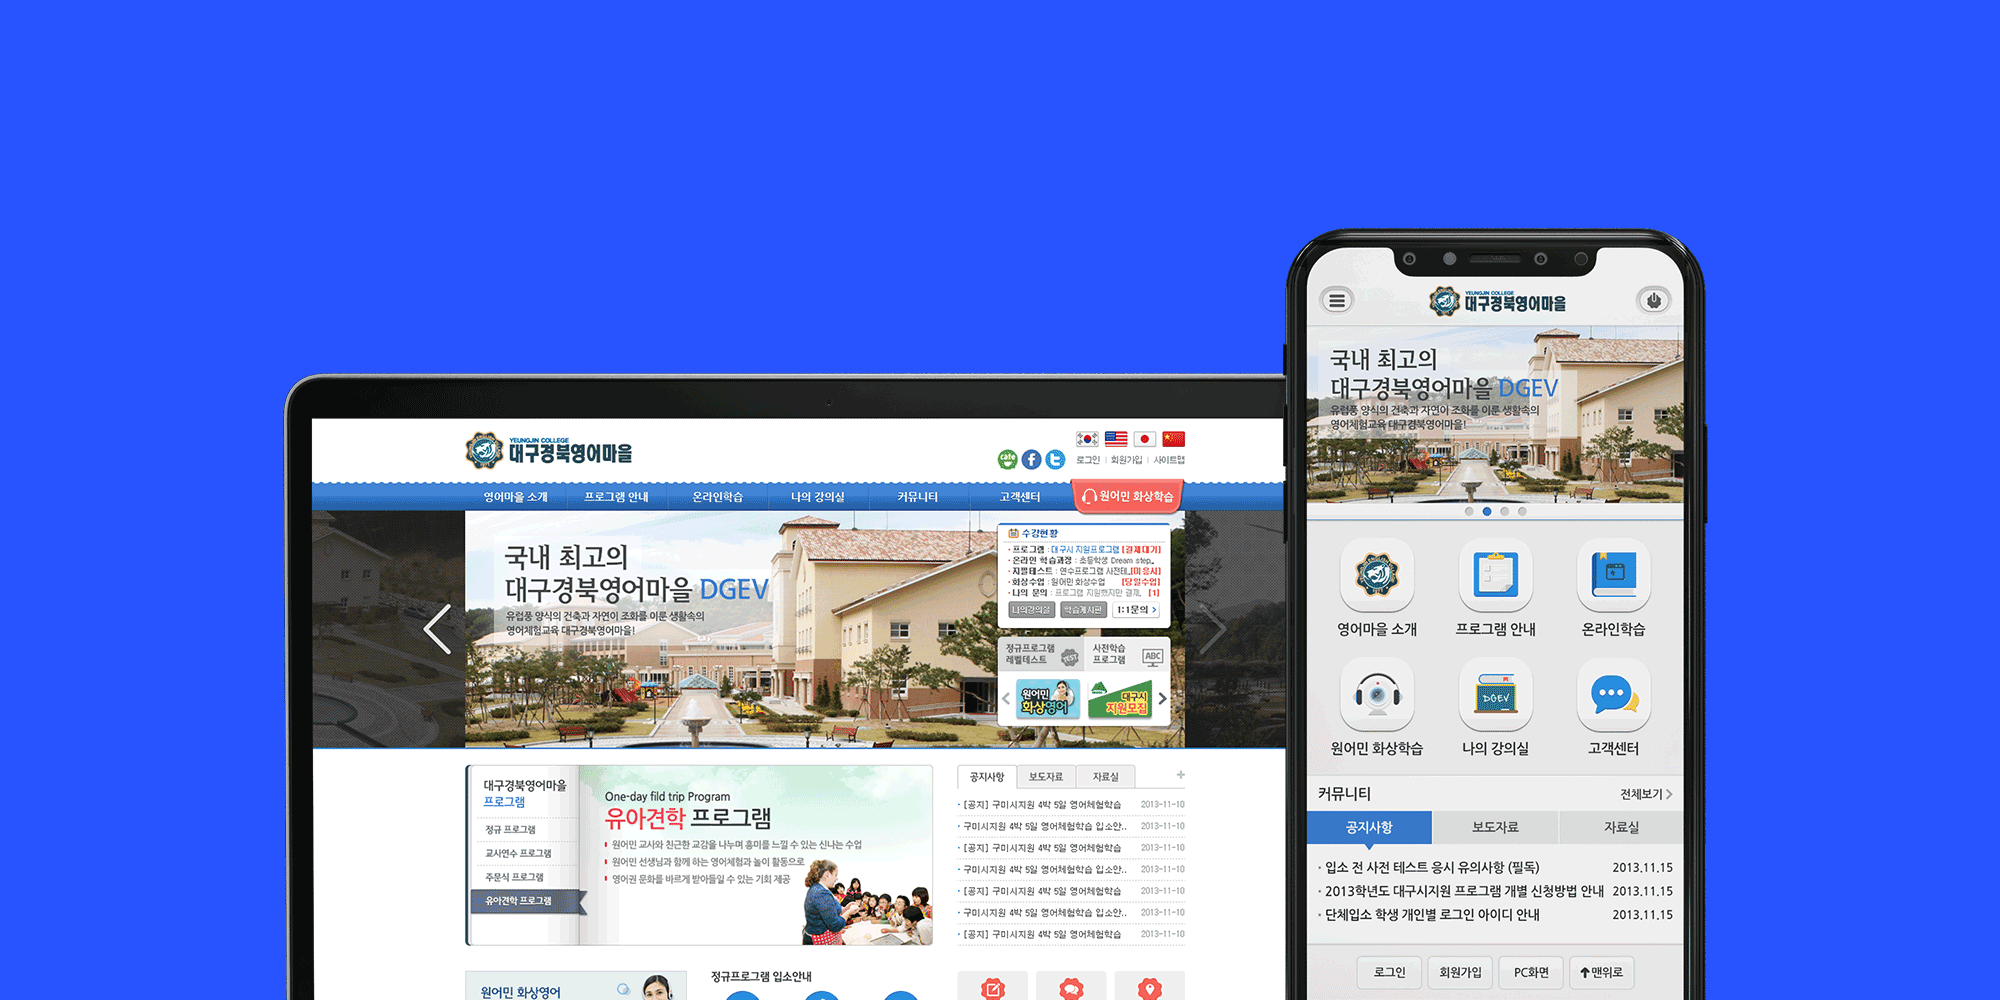 YEUNGJIN COLLEGE
대구경북영어마을
cafe
로그인 | 회원가입 | 사이트맵
영어마을 소개
프로그램 안내
온라인학습
나의 강의실
커뮤니티
고객센터
원어민 화상학습
국내 최고의
대구경북영어마을 DGEV
유럽풍 양식의 건축과 자연이 조화를 이룬 생활속의
영어체험교육 대구경북영어마을!
수강현황
· 프로그램 : 대구시 지원프로그램 [결제대기]
· 온라인 학습과정 : 초등학생 Dream step..
· 지필테스트 : 연수프로그램 사전테..[미응시]
· 화상수업 : 원어민 화상수업 [당일수업]
· 나의 문의 : 프로그램 지원했지만 결제.. [1]
나의강의실
학습게시판
1:1문의 >
정규프로그램
레벨테스트
TEST
사전학습
프로그램
ABC
원어민
화상영어
대구시
지원모집
대구경북영어마을
프로그램
정규 프로그램
교사연수 프로그램
주문식 프로그램
유아견학 프로그램
One-day fild trip Program
유아견학 프로그램
원어민 교사와 친근한 교감을 나누며 흥미를 느낄 수 있는 신나는 수업
원어민 선생님과 함께 하는 영어체험과 놀이 활동으로
영어권 문화를 바르게 받아들일 수 있는 기회 제공
공지사항
보도자료
자료실
+
· [공지] 구미시지원 4박 5일 영어체험학습 2013-11-10
· 구미시지원 4박 5일 영어체험학습 입소안.. 2013-11-10
· [공지] 구미시지원 4박 5일 영어체험학습 2013-11-10
· 구미시지원 4박 5일 영어체험학습 입소안.. 2013-11-10
· [공지] 구미시지원 4박 5일 영어체험학습 2013-11-10
· 구미시지원 4박 5일 영어체험학습 입소안.. 2013-11-10
· [공지] 구미시지원 4박 5일 영어체험학습 2013-11-10
원어민 화상영어
정규프로그램 입소안내
YEUNGJIN COLLEGE
대구경북영어마을
국내 최고의
대구경북영어마을 DGEV
유럽풍 양식의 건축과 자연이 조화를 이룬 생활속의
영어체험교육 대구경북영어마을!
영어마을 소개
프로그램 안내
온라인학습
DGEV
원어민 화상학습
나의 강의실
고객센터
커뮤니티
전체보기 >
공지사항
보도자료
자료실
· 입소 전 사전 테스트 응시 유의사항 (필독) 2013.11.15
· 2013학년도 대구시지원 프로그램 개별 신청방법 안내 2013.11.15
· 단체입소 학생 개인별 로그인 아이디 안내 2013.11.15
로그인
회원가입
PC화면
맨위로